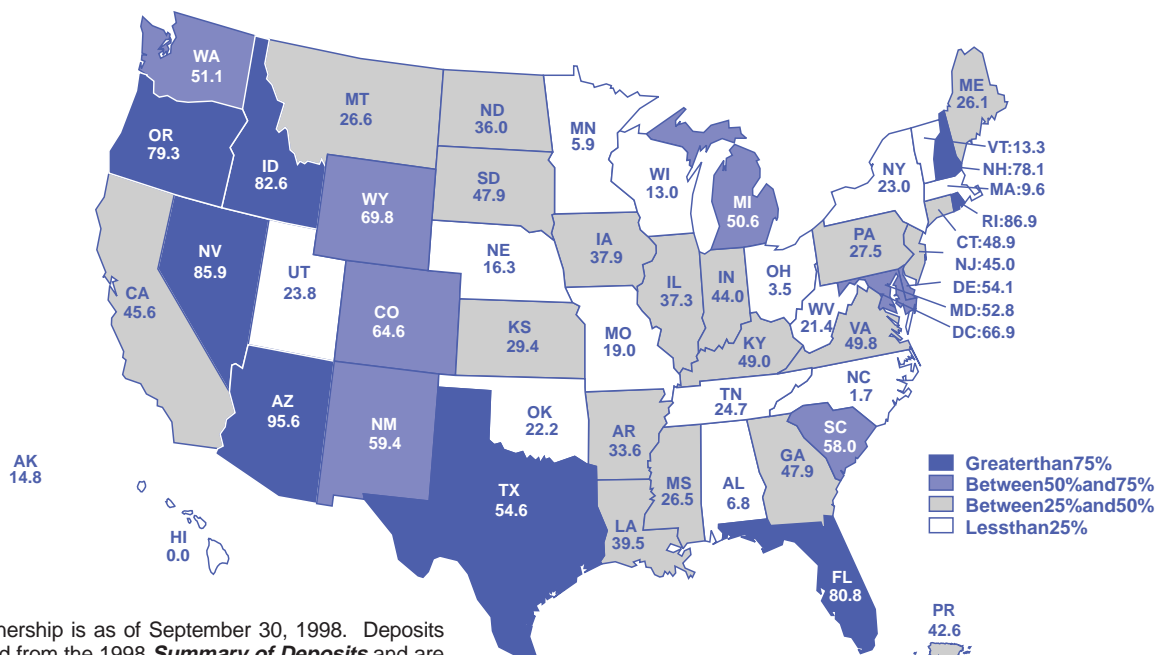 WA
51.1
MT
26.6
ND
36.0
MN
5.9
ME
26.1
OR
79.3
ID
82.6
SD
47.9
WI
13.0
MI
50.6
NY
23.0
VT:13.3
NH:78.1
MA:9.6
RI:86.9
CT:48.9
NJ:45.0
DE:54.1
MD:52.8
DC:66.9
WY
69.8
NV
85.9
UT
23.8
CA
45.6
CO
64.6
NE
16.3
IA
37.9
IL
37.3
IN
44.0
OH
3.5
PA
27.5
WV
21.4
VA
49.8
KS
29.4
MO
19.0
KY
49.0
AZ
95.6
NM
59.4
OK
22.2
AR
33.6
TN
24.7
NC
1.7
SC
58.0
TX
54.6
LA
39.5
MS
26.5
AL
6.8
GA
47.9
FL
80.8
AK
14.8
HI
0.0
PR
42.6
Greaterthan75%
Between50%and75%
Between25%and50%
Lessthan25%
nership is as of September 30, 1998. Deposits
d from the 1998 Summary of Deposits and are